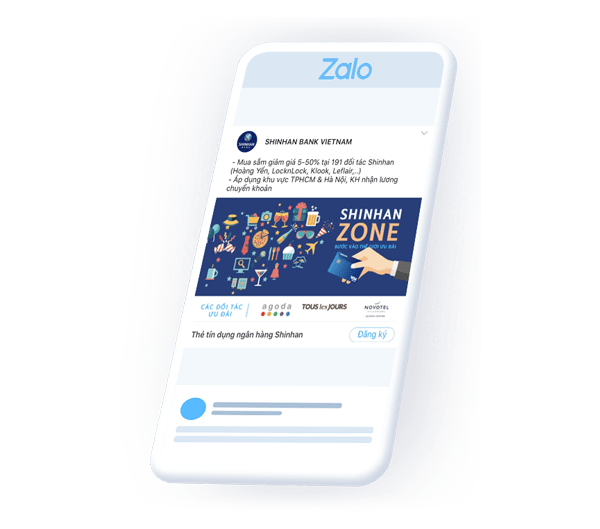 Zalo
SHINHAN BANK VIETNAM
- Mua sắm giảm giá 5-50% tại 191 đối tác Shinhan
(Hoàng Yến, LocknLock, Klook, Leflair,..)
- Áp dụng khu vực TPHCM & Hà Nội, KH nhận lương
chuyển khoản
SHINHAN
ZONE
BƯỚC VÀO THẾ GIỚI ƯU ĐÃI
CÁC ĐỐI TÁC
ƯU ĐÃI
agoda
TOUS les JOURS
NOVOTEL
Thẻ tín dụng ngân hàng Shinhan
Đăng ký